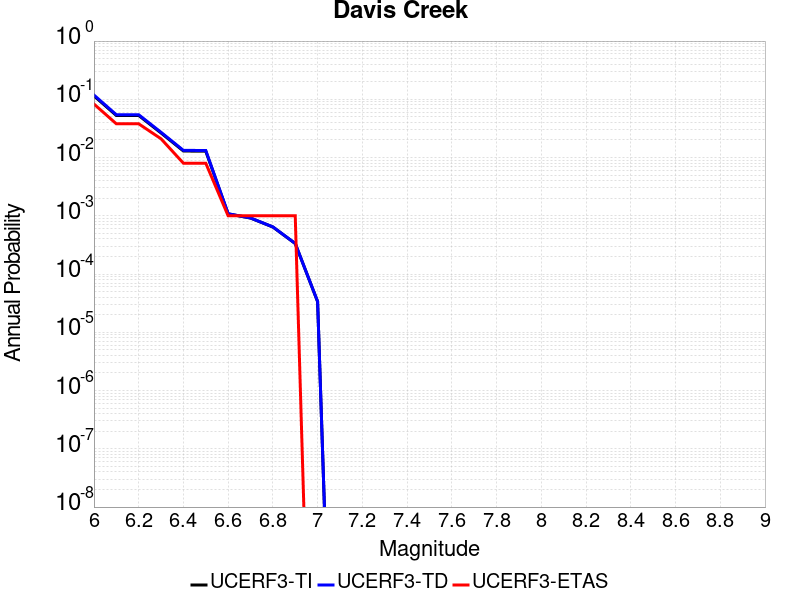 Davis Creek
10^0
10^-1
10^-2
10^-3
10^-4
10^-5
10^-6
10^-7
10^-8
Annual Probability
6 6.2 6.4 6.6 6.8 7 7.2 7.4 7.6 7.8 8 8.2 8.4 8.6 8.8 9
Magnitude
UCERF3-TI UCERF3-TD UCERF3-ETAS